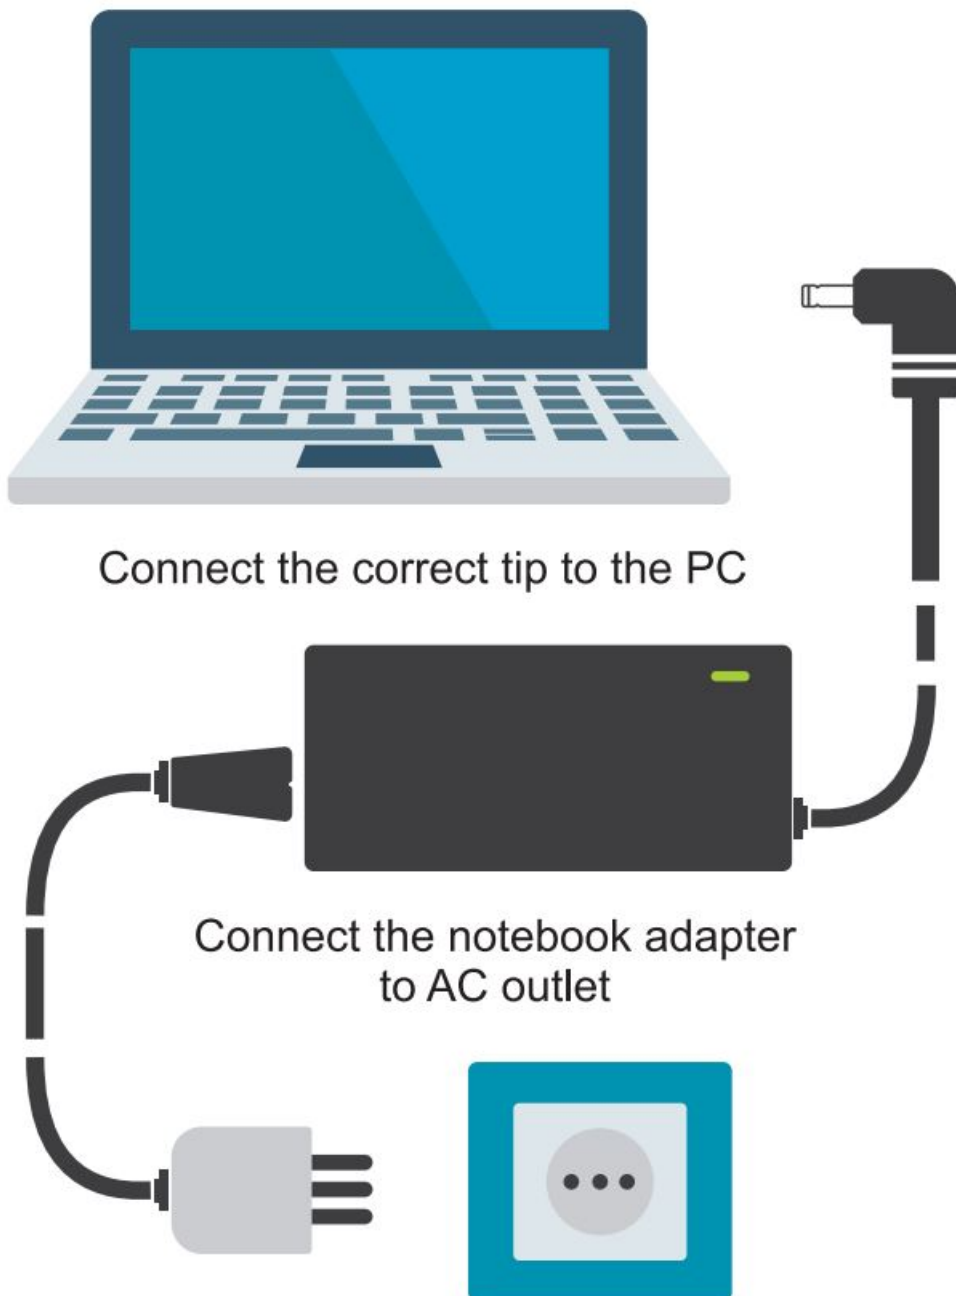 Connect the correct tip to the PC
Connect the notebook adapter
to AC outlet